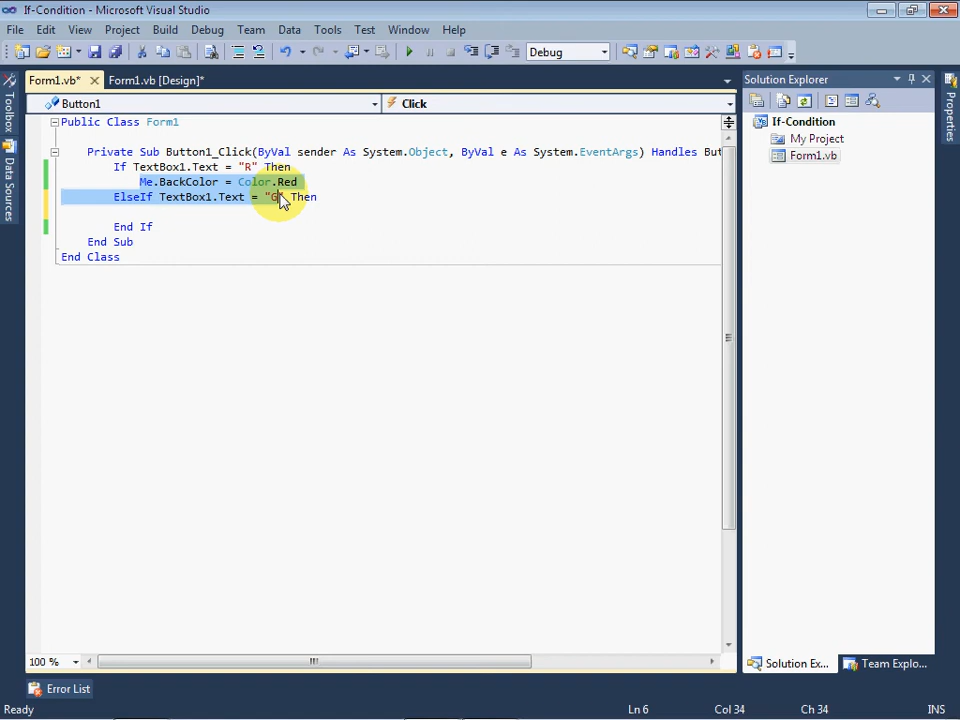 If-Condition - Microsoft Visual Studio
File Edit View Project Build Debug Team Data Tools Test Window Help
Debug
Form1.vb* Form1.vb [Design]*
Button1 Click
Public Class Form1
Private Sub Button1_Click(ByVal sender As System.Object, ByVal e As System.EventArgs) Handles But
If TextBox1.Text = "R" Then
Me.BackColor = Color.Red
ElseIf TextBox1.Text = "G" Then
End If
End Sub
End Class
100 %
Toolbox
Data Sources
Solution Explorer
If-Condition
My Project
Form1.vb
Properties
Solution Ex...
Team Explo...
Error List
Ready Ln 6 Col 34 Ch 34 INS